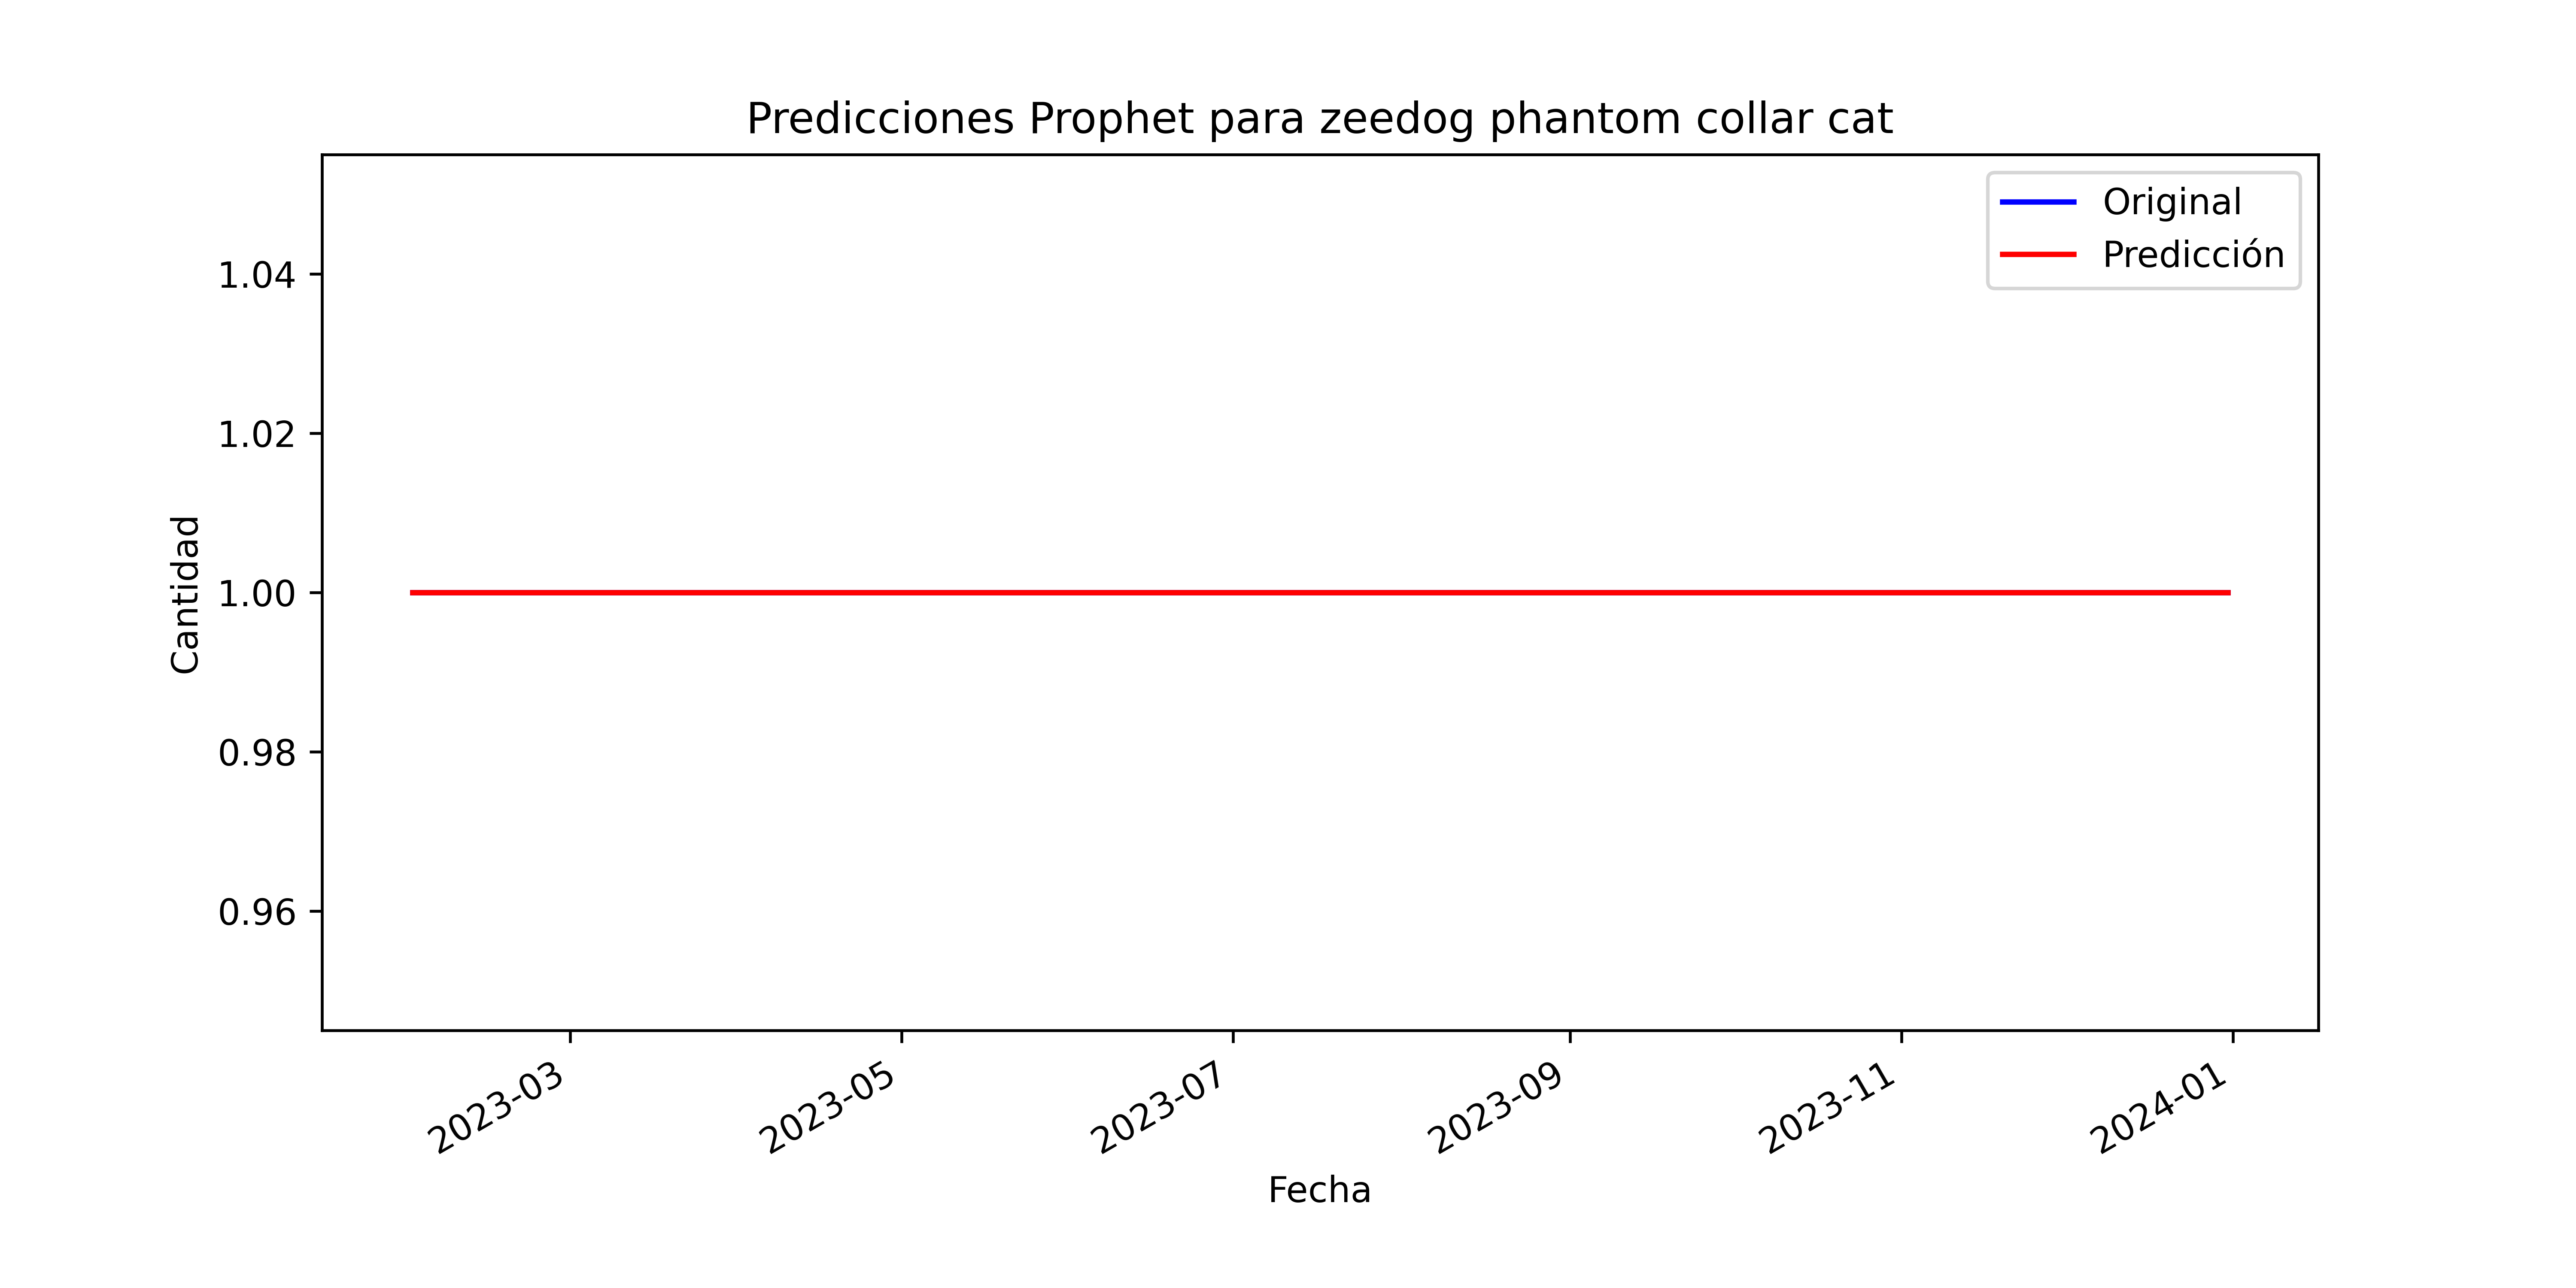 Predicciones Prophet para zeedog phantom collar cat
Original
Predicción
1.04
1.02
1.00
0.98
0.96
Cantidad
2023-03
2023-05
2023-07
2023-09
2023-11
2024-01
Fecha